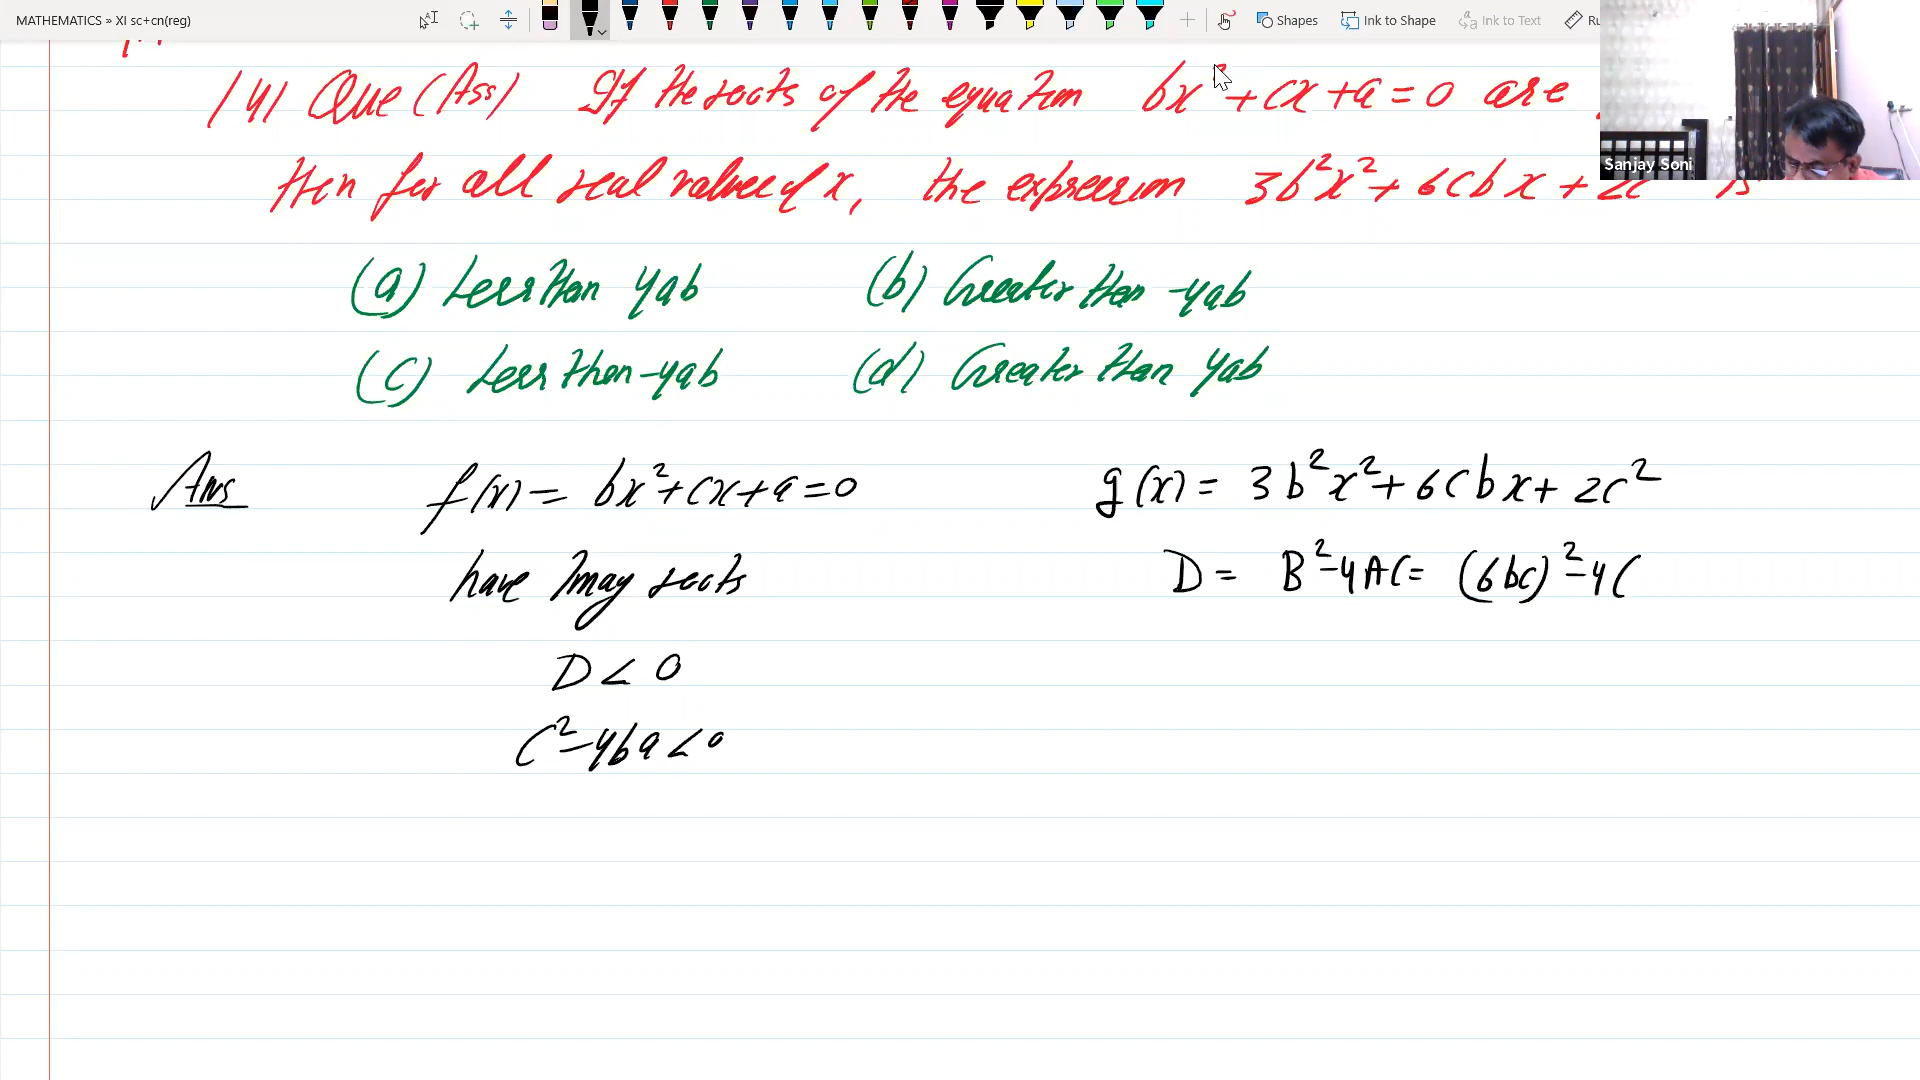 MATHEMATICS » XI sc+cn(reg)
Shapes Ink to Shape Ink to Text Ru
Sanjay Soni
(4) Que (Ass) If the roots of the equation bx²+cx+a=0 are
then for all real values of x, the expression 3b²x²+6cbx+2c² is
(a) Less than 4ab (b) Greater than -4ab
(c) Less than -4ab (d) Greater than 4ab
Ans f(x) = bx²+cx+a=0 g(x) = 3b²x²+6cbx+2c²
have Imag roots D = B²-4AC= (6bc)²-4(
D < 0
C²-4ba<0